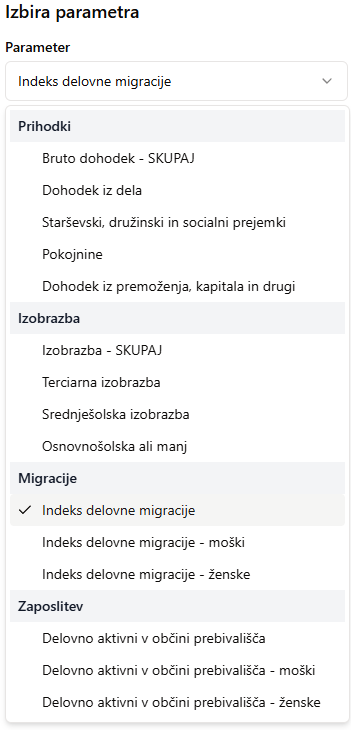 Izbira parametra
Parameter
Indeks delovne migracije
Prihodki
Bruto dohodek - SKUPAJ
Dohodek iz dela
Starševski, družinski in socialni prejemki
Pokojnine
Dohodek iz premoženja, kapitala in drugi
Izobrazba
Izobrazba - SKUPAJ
Terciarna izobrazba
Srednješolska izobrazba
Osnovnošolska ali manj
Migracije
Indeks delovne migracije
Indeks delovne migracije - moški
Indeks delovne migracije - ženske
Zaposlitev
Delovno aktivni v občini prebivališča
Delovno aktivni v občini prebivališča - moški
Delovno aktivni v občini prebivališča - ženske